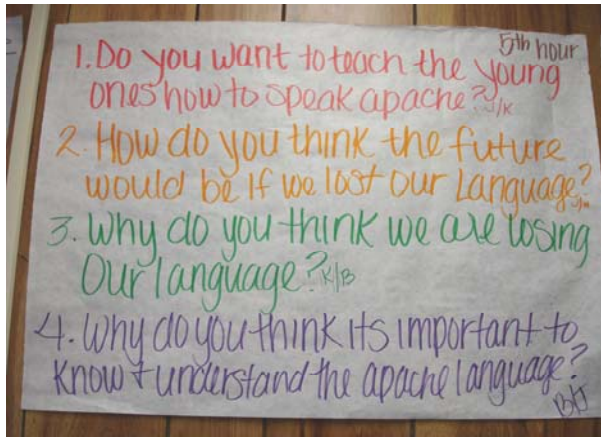 5th hour
1. Do you want to teach the young
ones how to speak apache? J/K
2. How do you think the future
would be if we lost our Language?
3. Why do you think we are losing
Our language? K/B
4. Why do you think its important to
know + understand the apache language?
B/J